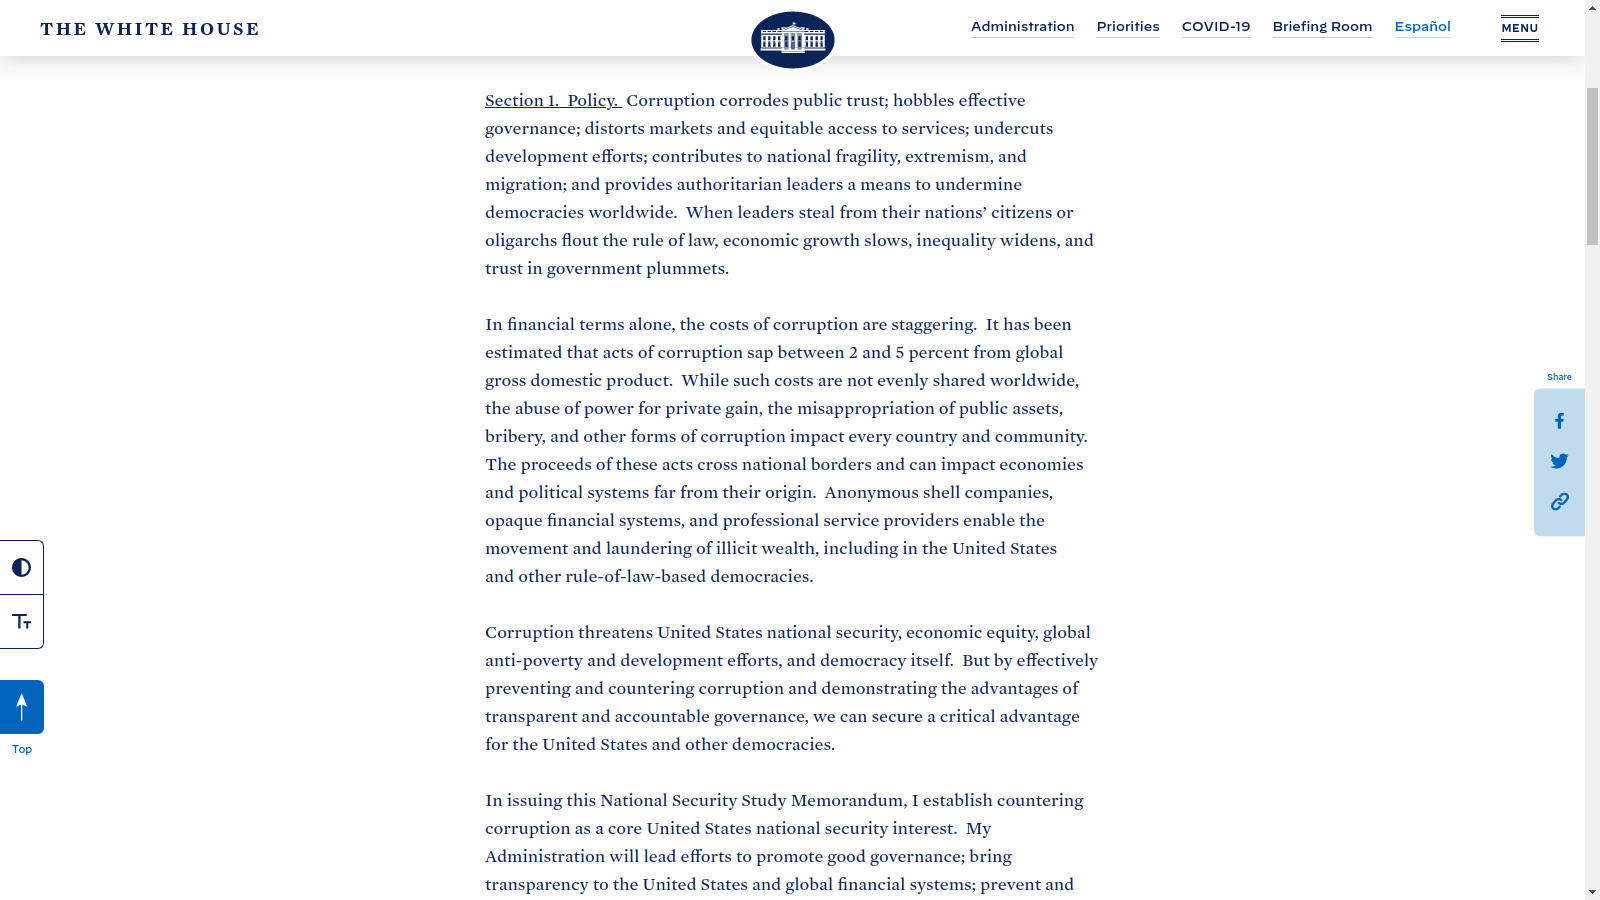 THE WHITE HOUSE
Administration
Priorities
COVID-19
Briefing Room
Español
MENU
Section 1.  Policy.  Corruption corrodes public trust; hobbles effective
governance; distorts markets and equitable access to services; undercuts
development efforts; contributes to national fragility, extremism, and
migration; and provides authoritarian leaders a means to undermine
democracies worldwide.  When leaders steal from their nations’ citizens or
oligarchs flout the rule of law, economic growth slows, inequality widens, and
trust in government plummets.
In financial terms alone, the costs of corruption are staggering.  It has been
estimated that acts of corruption sap between 2 and 5 percent from global
gross domestic product.  While such costs are not evenly shared worldwide,
the abuse of power for private gain, the misappropriation of public assets,
bribery, and other forms of corruption impact every country and community.
The proceeds of these acts cross national borders and can impact economies
and political systems far from their origin.  Anonymous shell companies,
opaque financial systems, and professional service providers enable the
movement and laundering of illicit wealth, including in the United States
and other rule-of-law-based democracies.
Corruption threatens United States national security, economic equity, global
anti-poverty and development efforts, and democracy itself.  But by effectively
preventing and countering corruption and demonstrating the advantages of
transparent and accountable governance, we can secure a critical advantage
for the United States and other democracies.
In issuing this National Security Study Memorandum, I establish countering
corruption as a core United States national security interest.  My
Administration will lead efforts to promote good governance; bring
transparency to the United States and global financial systems; prevent and
Share
Tт
Top